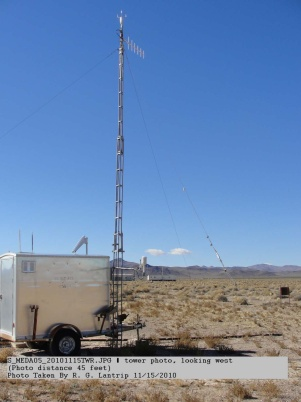 S_MEDA05_20101115TWR.JPG | tower photo, looking west
(Photo distance 45 feet)
Photo Taken By R. G. Lantrip 11/15/2010